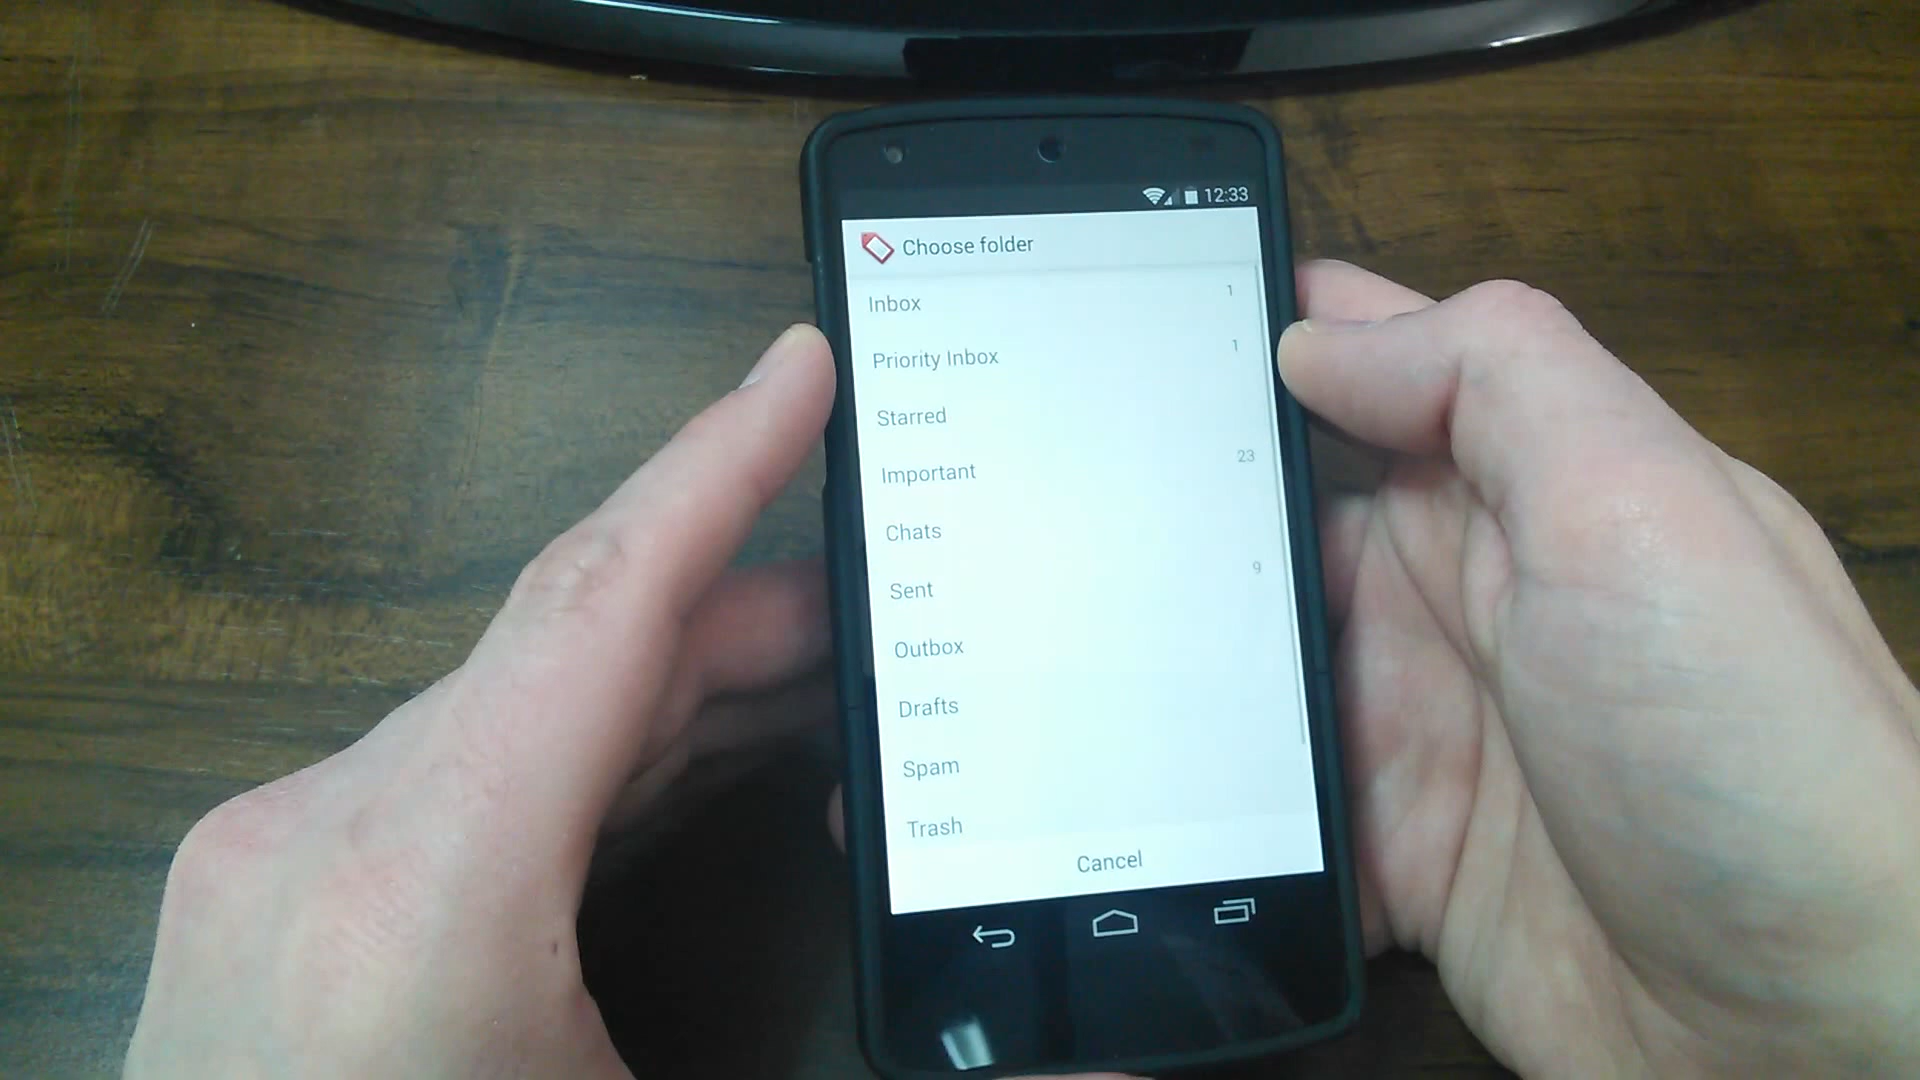 12:33
Choose folder
Inbox 1
Priority Inbox 1
Starred
Important 23
Chats
Sent 9
Outbox
Drafts
Spam
Trash
Cancel